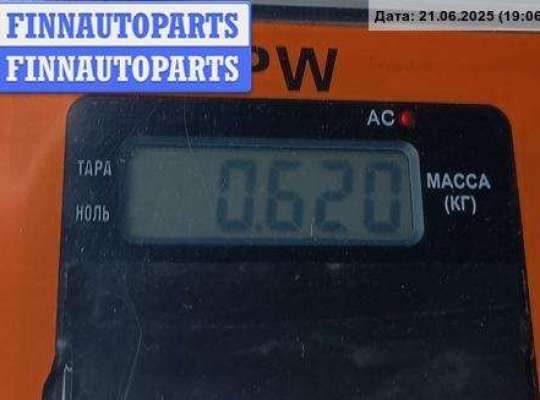 FINNAUTOPARTS
FINNAUTOPARTS
Дата: 21.06.2025 (19:06
PW
AC
ТАРА
НОЛЬ
0.620
МАССА
(КГ)